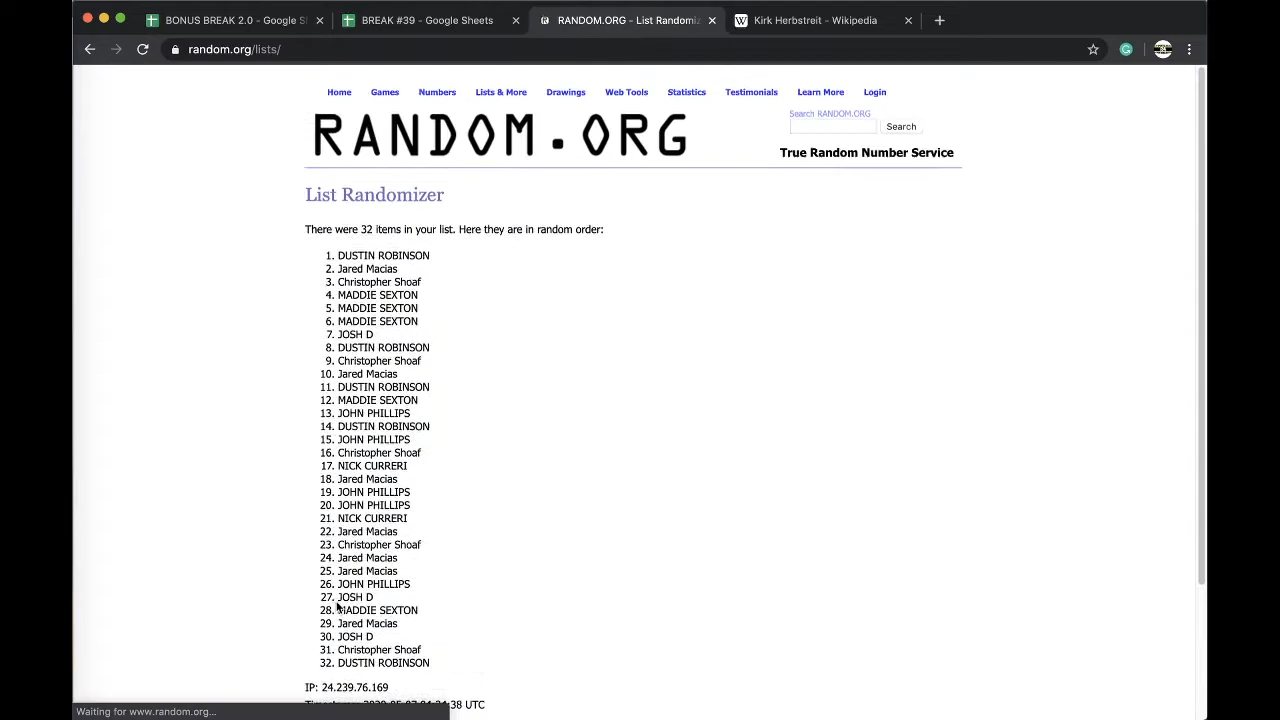 BONUS BREAK 2.0 - Google S
BREAK #39 - Google Sheets
RANDOM.ORG - List Randomiz
Kirk Herbstreit - Wikipedia
random.org/lists/
Home Games Numbers Lists & More Drawings Web Tools Statistics Testimonials Learn More Login
RANDOM.ORG
Search RANDOM.ORG
Search
True Random Number Service
List Randomizer
There were 32 items in your list. Here they are in random order:
1. DUSTIN ROBINSON
2. Jared Macias
3. Christopher Shoaf
4. MADDIE SEXTON
5. MADDIE SEXTON
6. MADDIE SEXTON
7. JOSH D
8. DUSTIN ROBINSON
9. Christopher Shoaf
10. Jared Macias
11. DUSTIN ROBINSON
12. MADDIE SEXTON
13. JOHN PHILLIPS
14. DUSTIN ROBINSON
15. JOHN PHILLIPS
16. Christopher Shoaf
17. NICK CURRERI
18. Jared Macias
19. JOHN PHILLIPS
20. JOHN PHILLIPS
21. NICK CURRERI
22. Jared Macias
23. Christopher Shoaf
24. Jared Macias
25. Jared Macias
26. JOHN PHILLIPS
27. JOSH D
28. MADDIE SEXTON
29. Jared Macias
30. JOSH D
31. Christopher Shoaf
32. DUSTIN ROBINSON
IP: 24.239.76.169
38 UTC
Waiting for www.random.org...